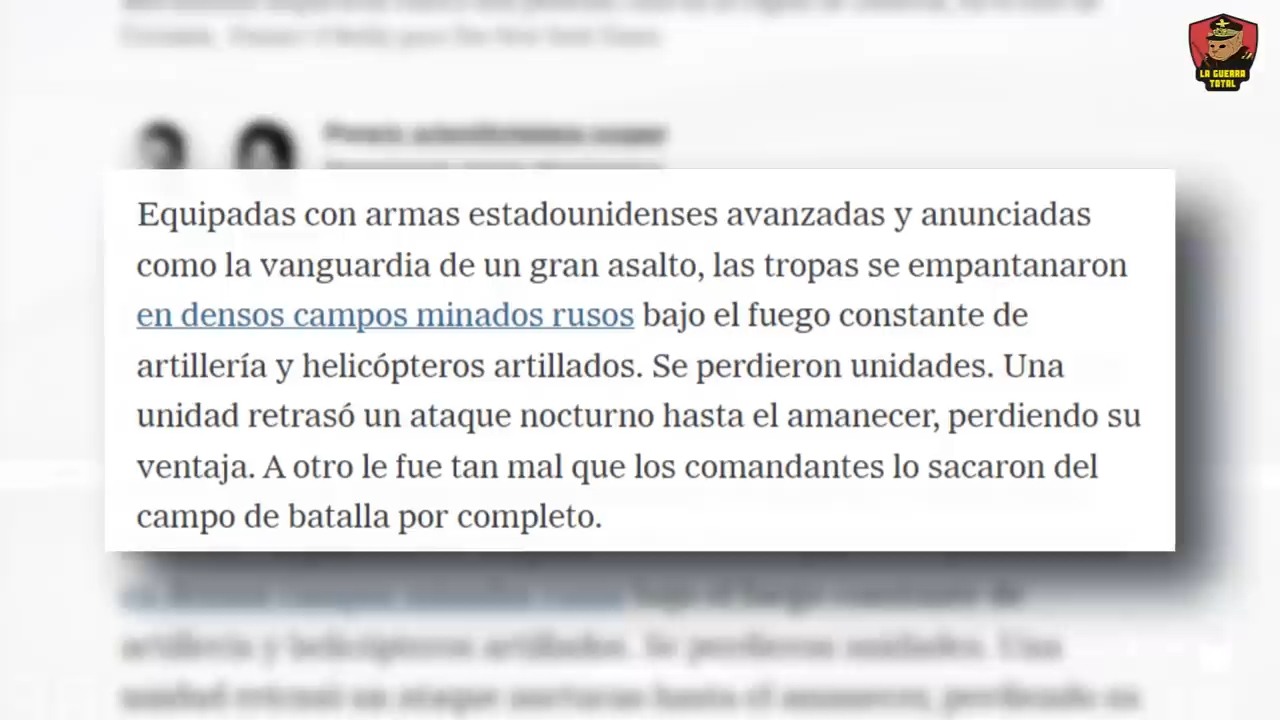 LA GUERRA
TOTAL
Equipadas con armas estadounidenses avanzadas y anunciadas
como la vanguardia de un gran asalto, las tropas se empantanaron
en densos campos minados rusos bajo el fuego constante de
artillería y helicópteros artillados. Se perdieron unidades. Una
unidad retrasó un ataque nocturno hasta el amanecer, perdiendo su
ventaja. A otro le fue tan mal que los comandantes lo sacaron del
campo de batalla por completo.